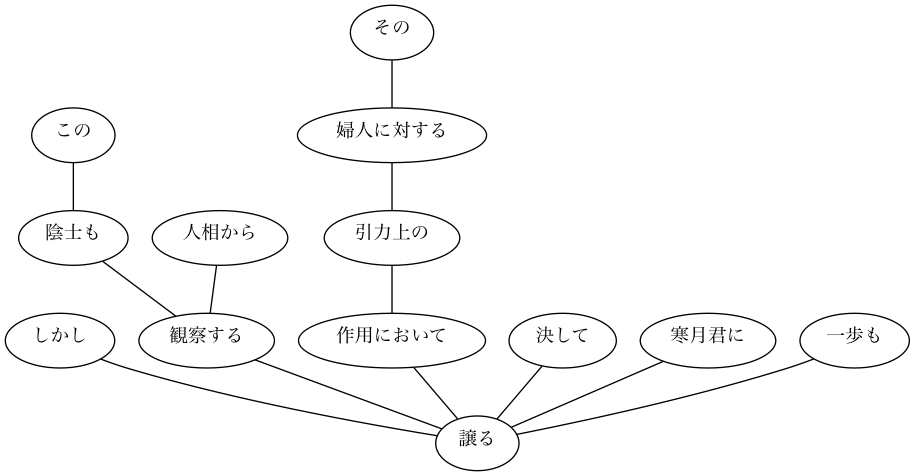 その
この
婦人に対する
陰士も
人相から
引力上の
しかし
観察する
作用において
決して
寒月君に
一歩も
譲る